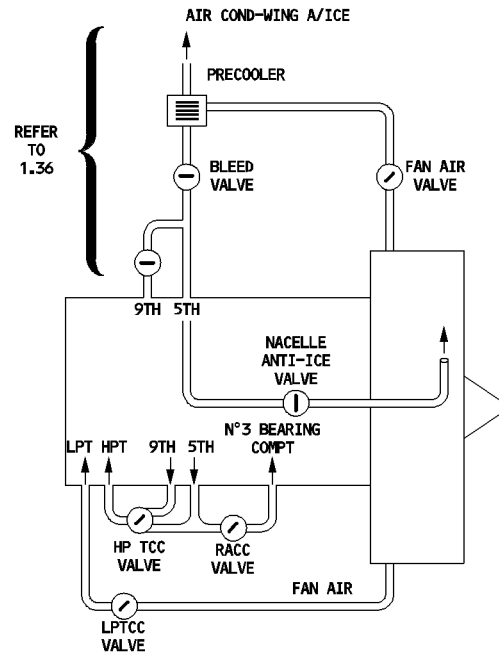 AIR COND-WING A/ICE
PRECOOLER
REFER
TO
1.36
BLEED
VALVE
FAN AIR
VALVE
9TH 5TH
NACELLE
ANTI-ICE
VALVE
N°3 BEARING
COMPT
LPT HPT 9TH 5TH
HP TCC
VALVE
RACC
VALVE
FAN AIR
LPTCC
VALVE